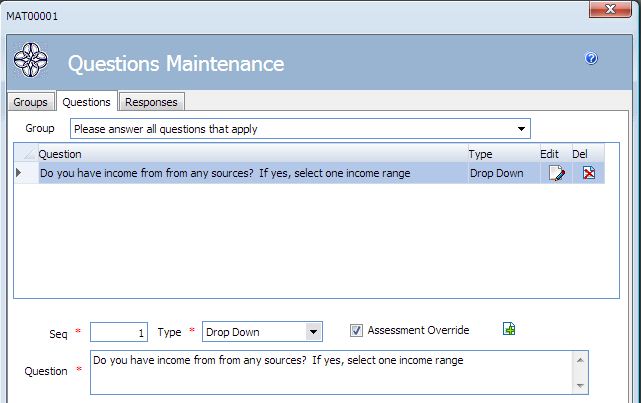 MAT00001
Questions Maintenance
Groups Questions Responses
Group Please answer all questions that apply
Question Type Edit Del
Do you have income from from any sources? If yes, select one income range Drop Down
Seq * 1 Type * Drop Down Assessment Override
Question * Do you have income from from any sources? If yes, select one income range